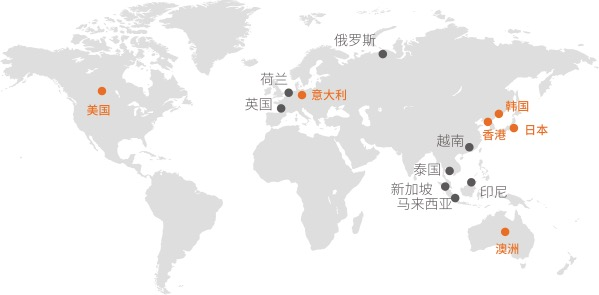 俄罗斯
荷兰
英国
意大利
美国
韩国
香港
日本
越南
泰国
新加坡
印尼
马来西亚
澳洲